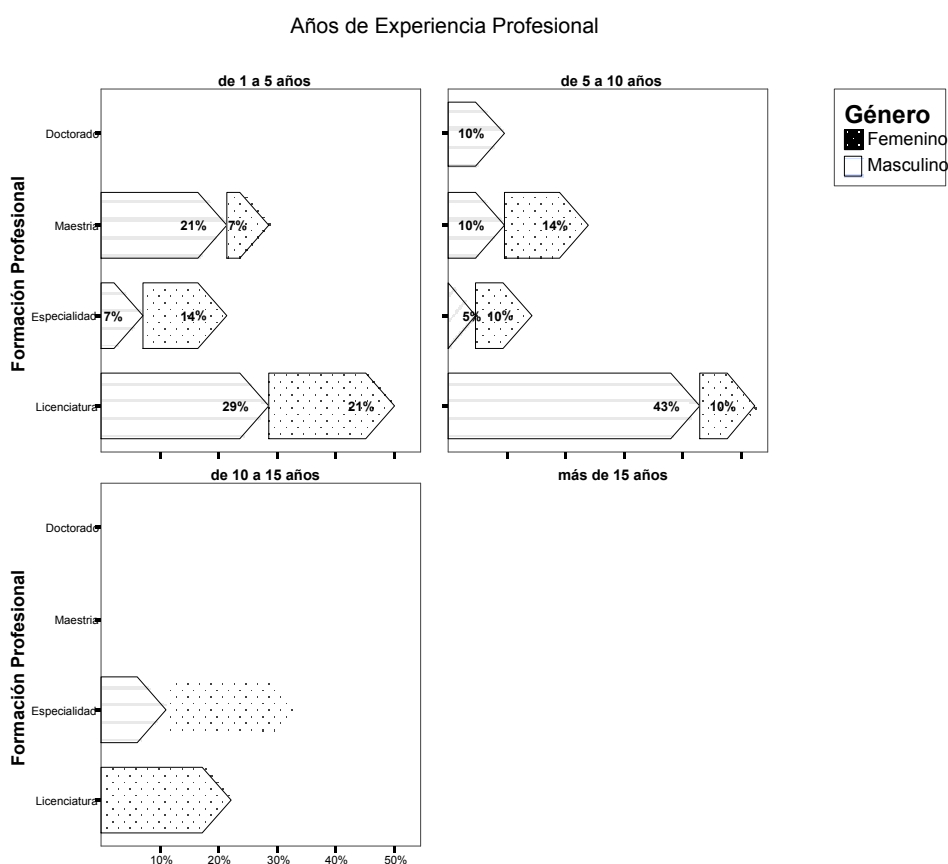 Años de Experiencia Profesional
de 1 a 5 años
de 5 a 10 años
Género
Femenino
Masculino
Formación Profesional
Doctorado
Maestria
Especialidad
Licenciatura
10%
21%
7%
10%
14%
7%
14%
5%
10%
29%
21%
43%
10%
de 10 a 15 años
más de 15 años
Formación Profesional
Doctorado
Maestria
Especialidad
Licenciatura
10%
20%
30%
40%
50%